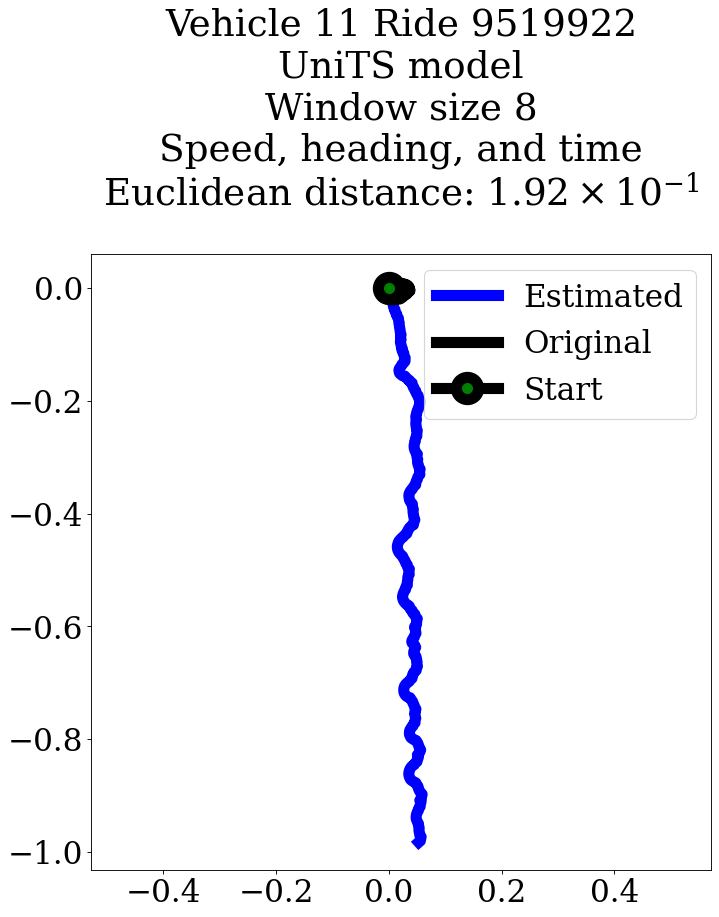 Vehicle 11 Ride 9519922
UniTS model
Window size 8
Speed, heading, and time
Euclidean distance: 1.92 × 10⁻¹
Estimated
Original
Start
0.0
−0.2
−0.4
−0.6
−0.8
−1.0
−0.4
−0.2
0.0
0.2
0.4